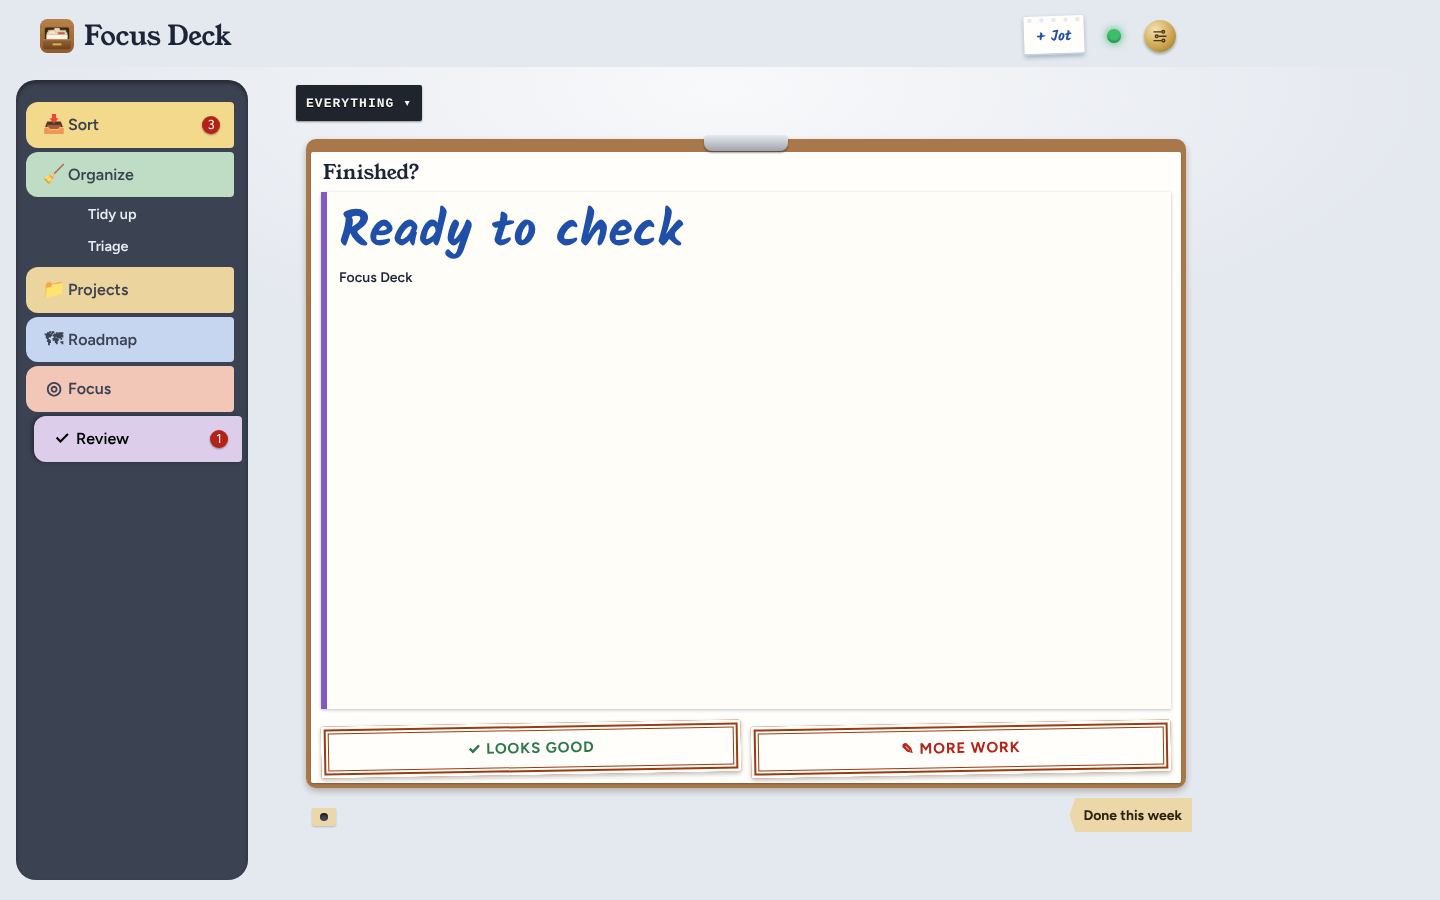 Focus Deck
+ Jot
EVERYTHING ▾
Sort 3
Organize
Tidy up
Triage
Projects
Roadmap
Focus
✓ Review 1
Finished?
Ready to check
Focus Deck
✓ LOOKS GOOD
✎ MORE WORK
Done this week